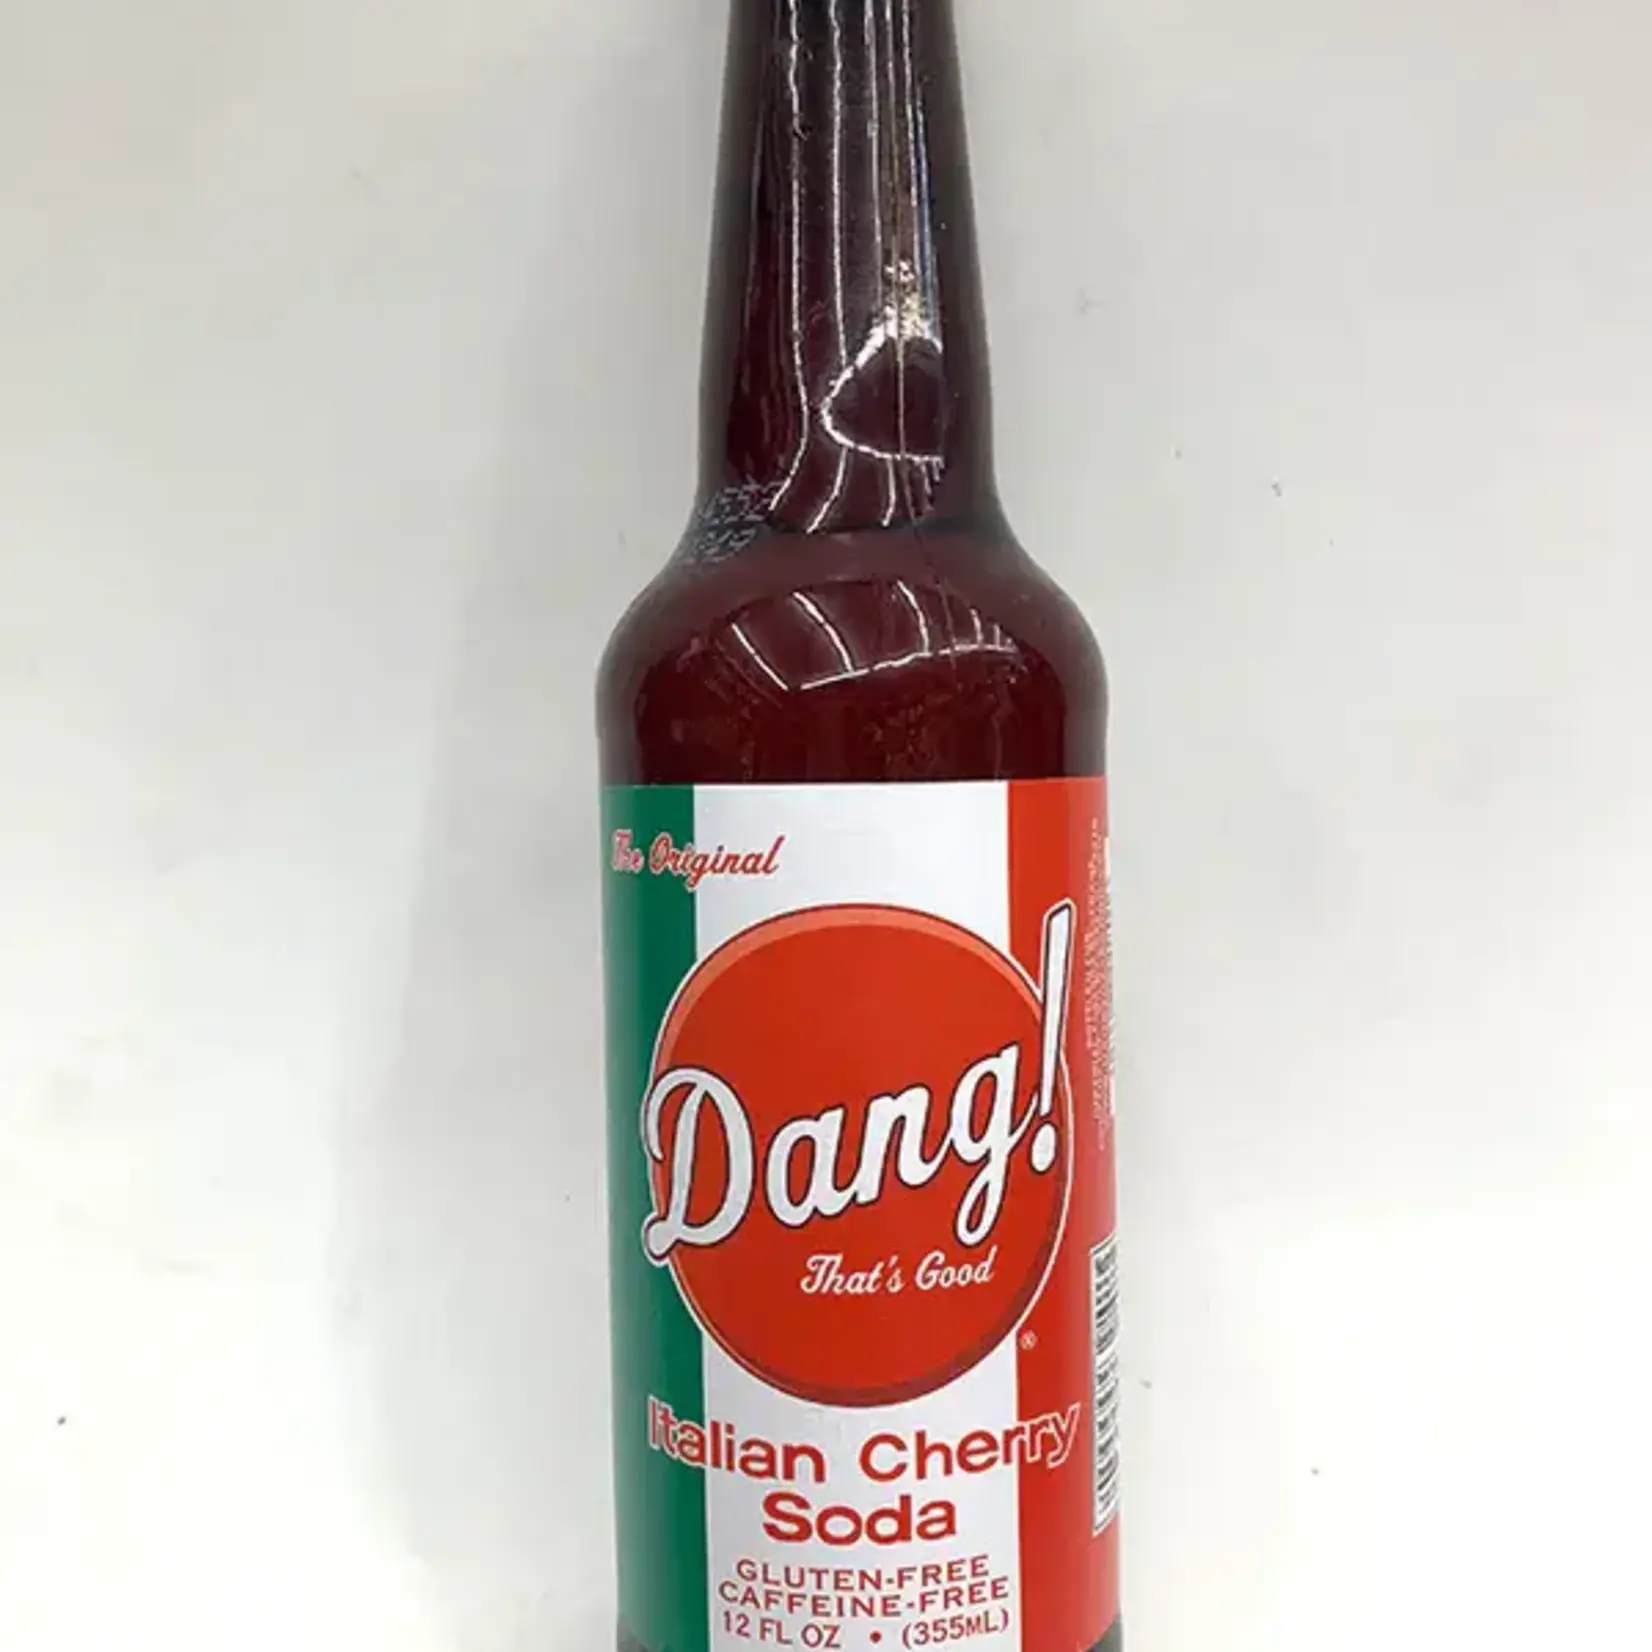 The Original
Dang!
That's Good
®
Italian Cherry
Soda
GLUTEN-FREE
CAFFEINE-FREE
12 FL OZ • (355ML)